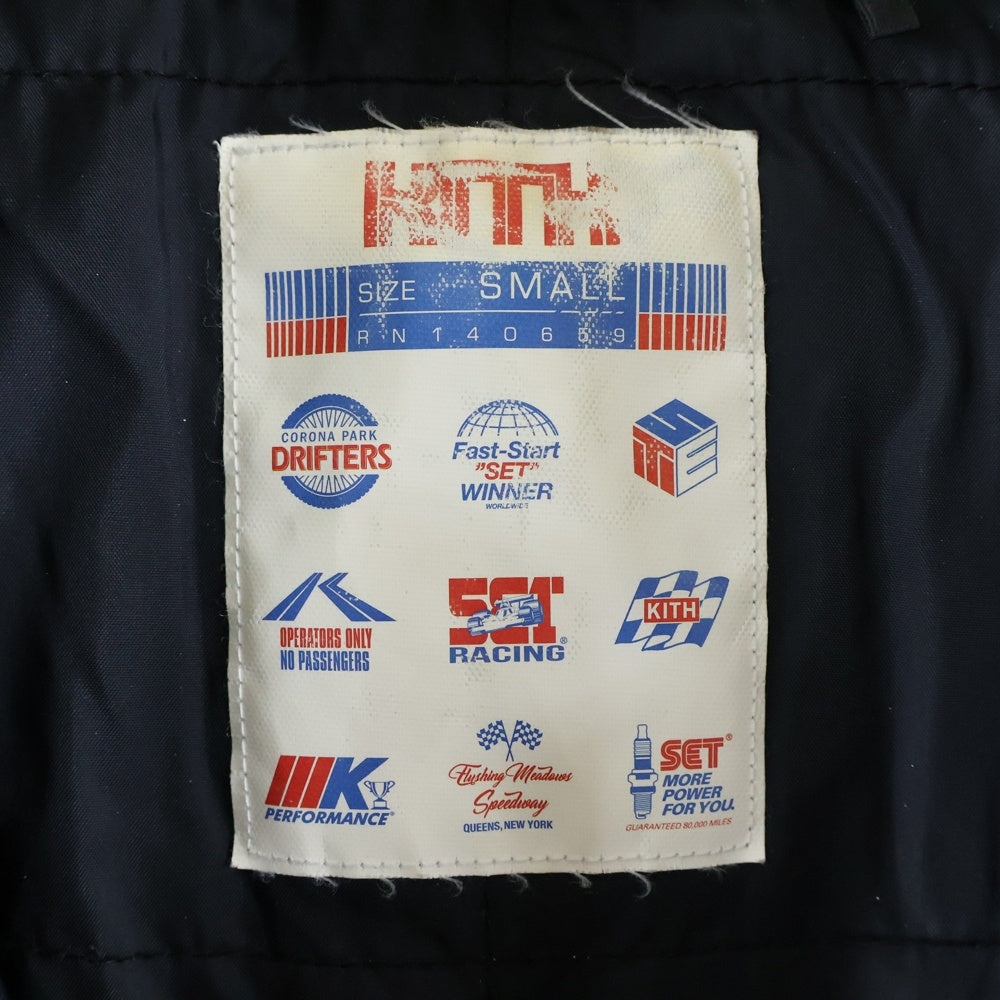 KITH
SIZE SMALL
RN 140659
CORONA PARK
DRIFTERS
Fast-Start
"SET"
WINNER
WORLDWIDE
SITE
OPERATORS ONLY
NO PASSENGERS
SET
RACING®
KITH
K
PERFORMANCE®
Flushing Meadows
Speedway
QUEENS, NEW YORK
SET®
MORE
POWER
FOR YOU.
GUARANTEED 80,000 MILES